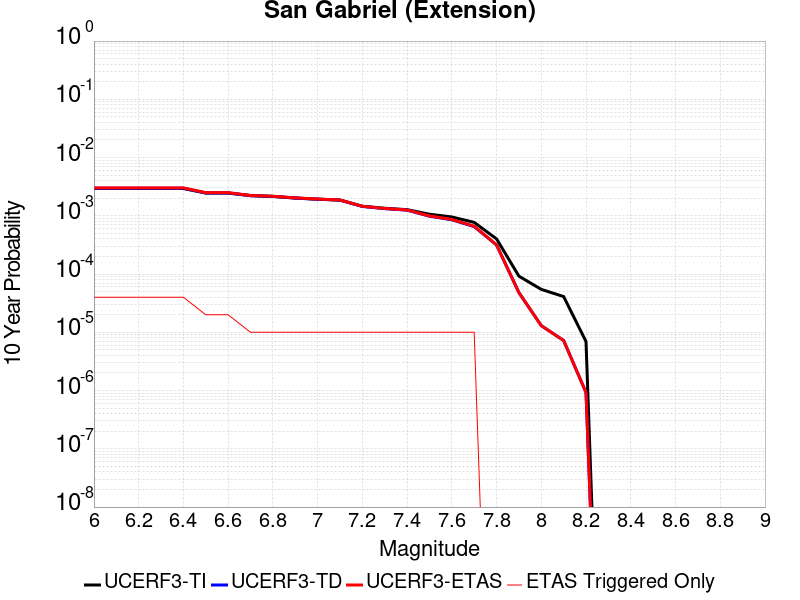 San Gabriel (Extension)
10^0
10^-1
10^-2
10^-3
10^-4
10^-5
10^-6
10^-7
10^-8
10 Year Probability
6 6.2 6.4 6.6 6.8 7 7.2 7.4 7.6 7.8 8 8.2 8.4 8.6 8.8 9
Magnitude
UCERF3-TI UCERF3-TD UCERF3-ETAS ETAS Triggered Only